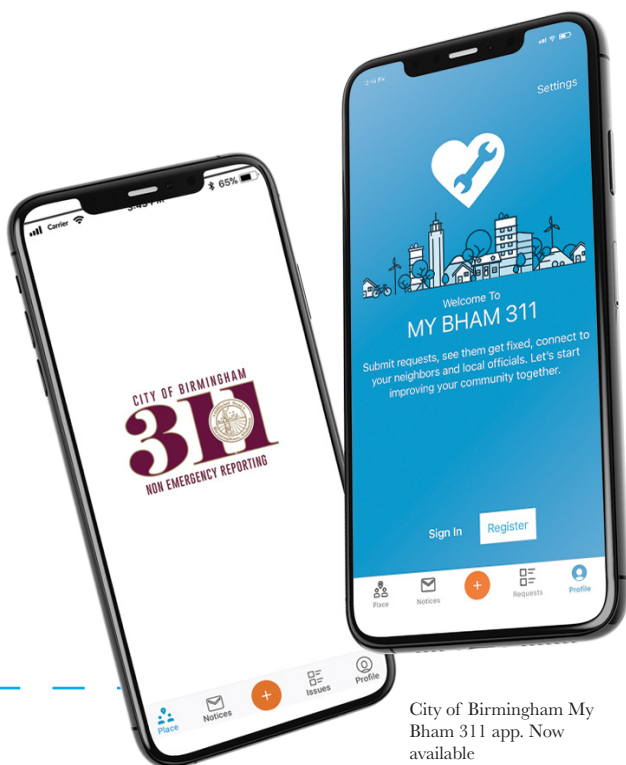 Carrier
65%
CITY OF BIRMINGHAM
311
NON EMERGENCY REPORTING
Place
Notices
+
Issues
Profile
Settings
Welcome To
MY BHAM 311
Submit requests, see them get fixed, connect to
your neighbors and local officials. Let's start
improving your community together.
Sign In
Register
Place
Notices
+
Requests
Profile
City of Birmingham My
Bham 311 app. Now
available